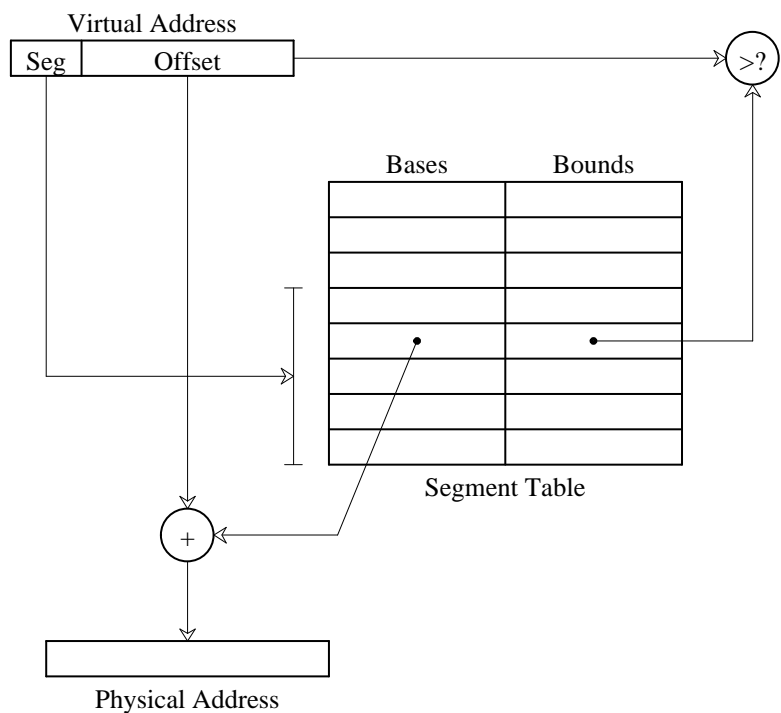 Virtual Address
Seg Offset
>?
Bases Bounds
Segment Table
+
Physical Address